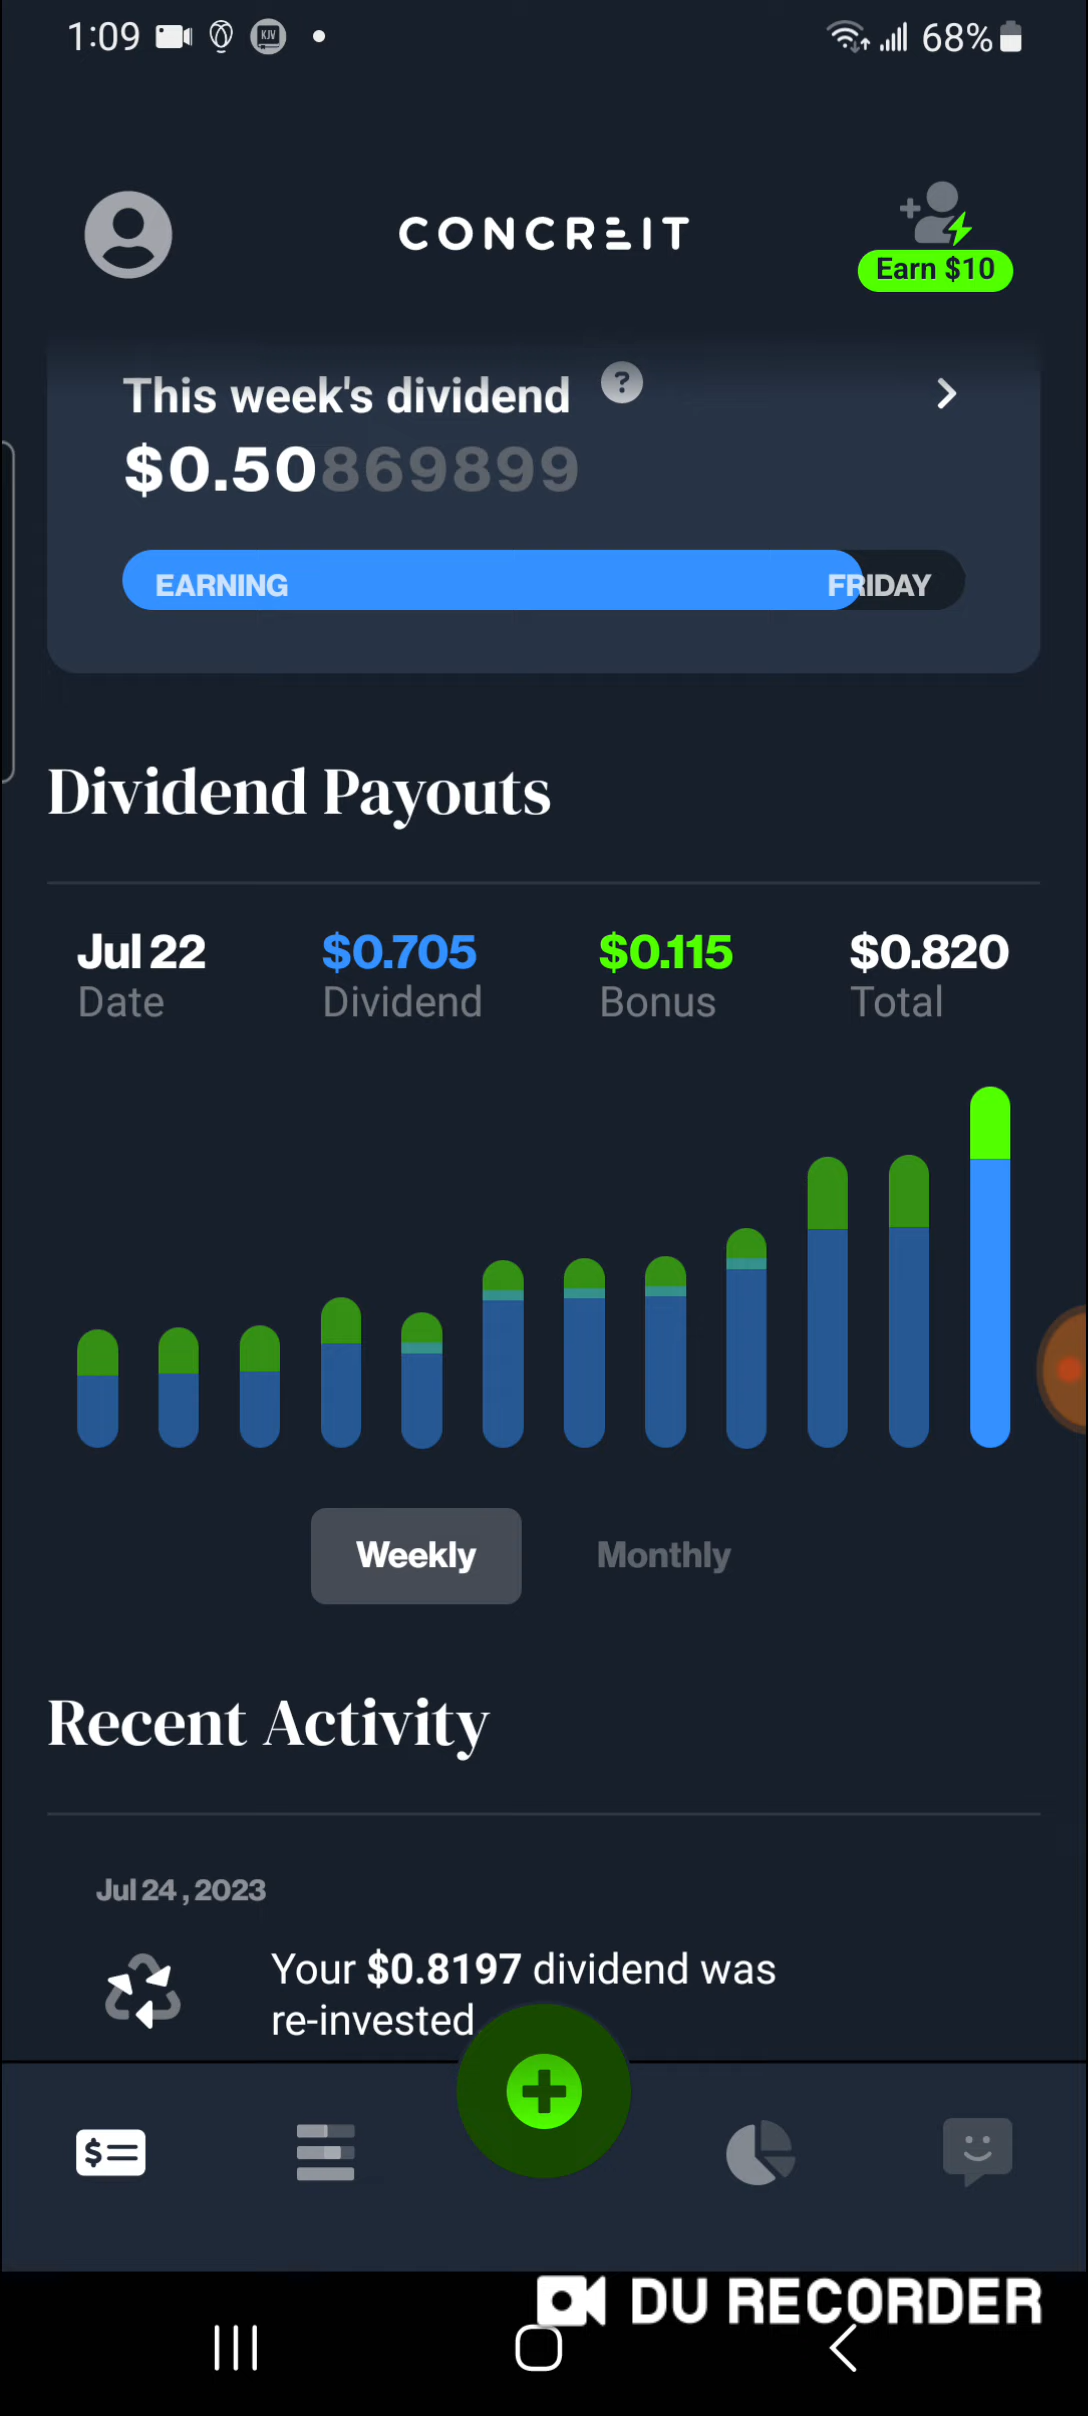 1:09
KJV
68%
CONCREIT
Earn $10
This week's dividend ?
$0.50869899
EARNING FRIDAY
Dividend Payouts
Jul 22 $0.705 $0.115 $0.820
Date Dividend Bonus Total
Weekly Monthly
Recent Activity
Jul 24 , 2023
Your $0.8197 dividend was
re-invested
DU RECORDER